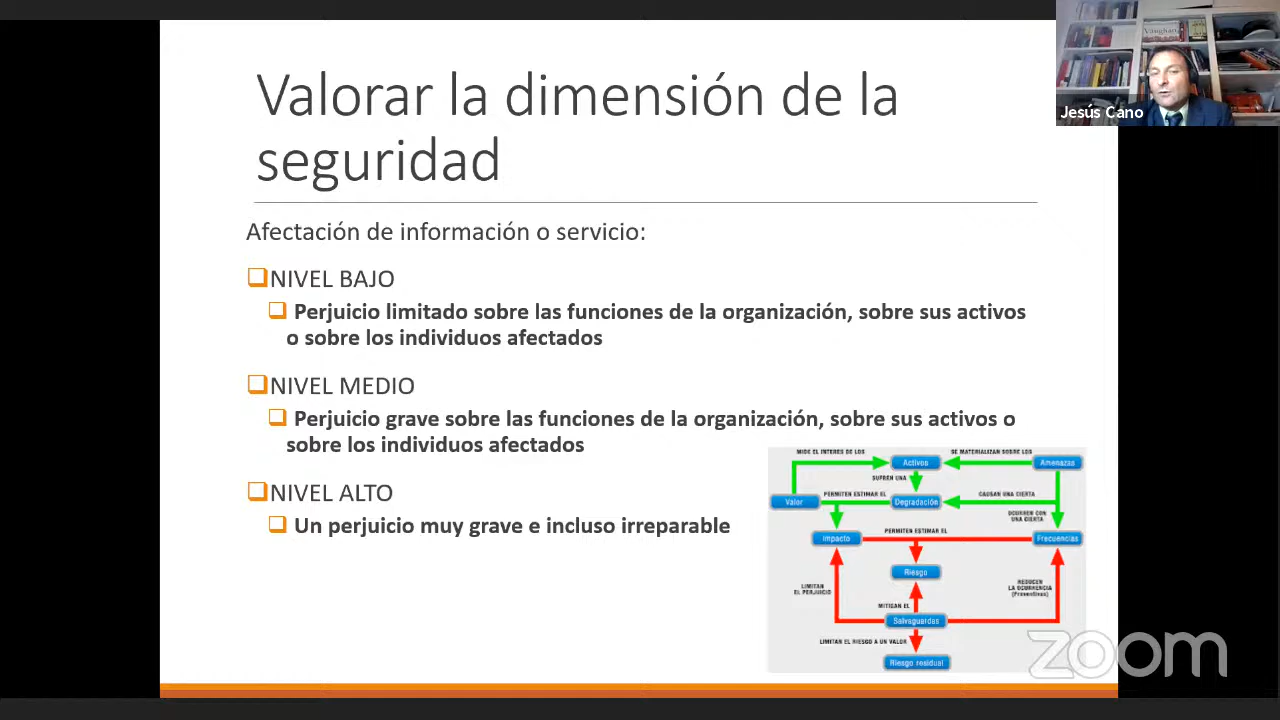 Valorar la dimensión de la
seguridad
Afectación de información o servicio:
NIVEL BAJO
Perjuicio limitado sobre las funciones de la organización, sobre sus activos
o sobre los individuos afectados
NIVEL MEDIO
Perjuicio grave sobre las funciones de la organización, sobre sus activos o
sobre los individuos afectados
NIVEL ALTO
Un perjuicio muy grave e incluso irreparable
MIDE EL INTERES DE LOS
Activos
SE MATERIALIZAN SOBRE LOS
Amenazas
SUFREN UNA
Valor
PERMITEN ESTIMAR EL
Degradación
CAUSAN UNA CIERTA
OCURREN CON
UNA CIERTA
Impacto
PERMITEN ESTIMAR EL
Frecuencias
Riesgo
LIMITAN
EL PERJUICIO
REDUCEN
LA OCURRENCIA
(Preventivas)
MITIGAN EL
Salvaguardas
LIMITAN EL RIESGO A UN VALOR
Riesgo residual
zoom
Jesús Cano
Vaughan